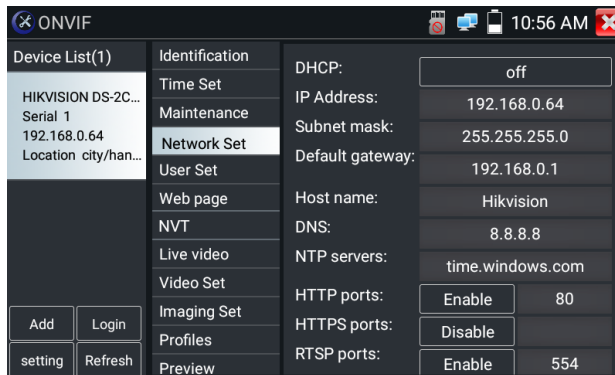 ONVIF
10:56 AM
Device List(1)
HIKVISION DS-2C...
Serial 1
192.168.0.64
Location city/han...
Add
Login
setting
Refresh
Identification
Time Set
Maintenance
Network Set
User Set
Web page
NVT
Live video
Video Set
Imaging Set
Profiles
Preview
DHCP: off
IP Address: 192.168.0.64
Subnet mask: 255.255.255.0
Default gateway: 192.168.0.1
Host name: Hikvision
DNS: 8.8.8.8
NTP servers: time.windows.com
HTTP ports: Enable 80
HTTPS ports: Disable
RTSP ports: Enable 554